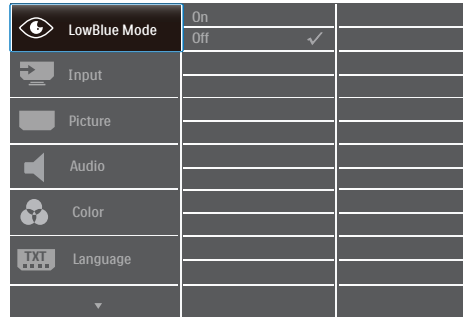 LowBlue Mode
On
Off
Input
Picture
Audio
Color
TXT
Language